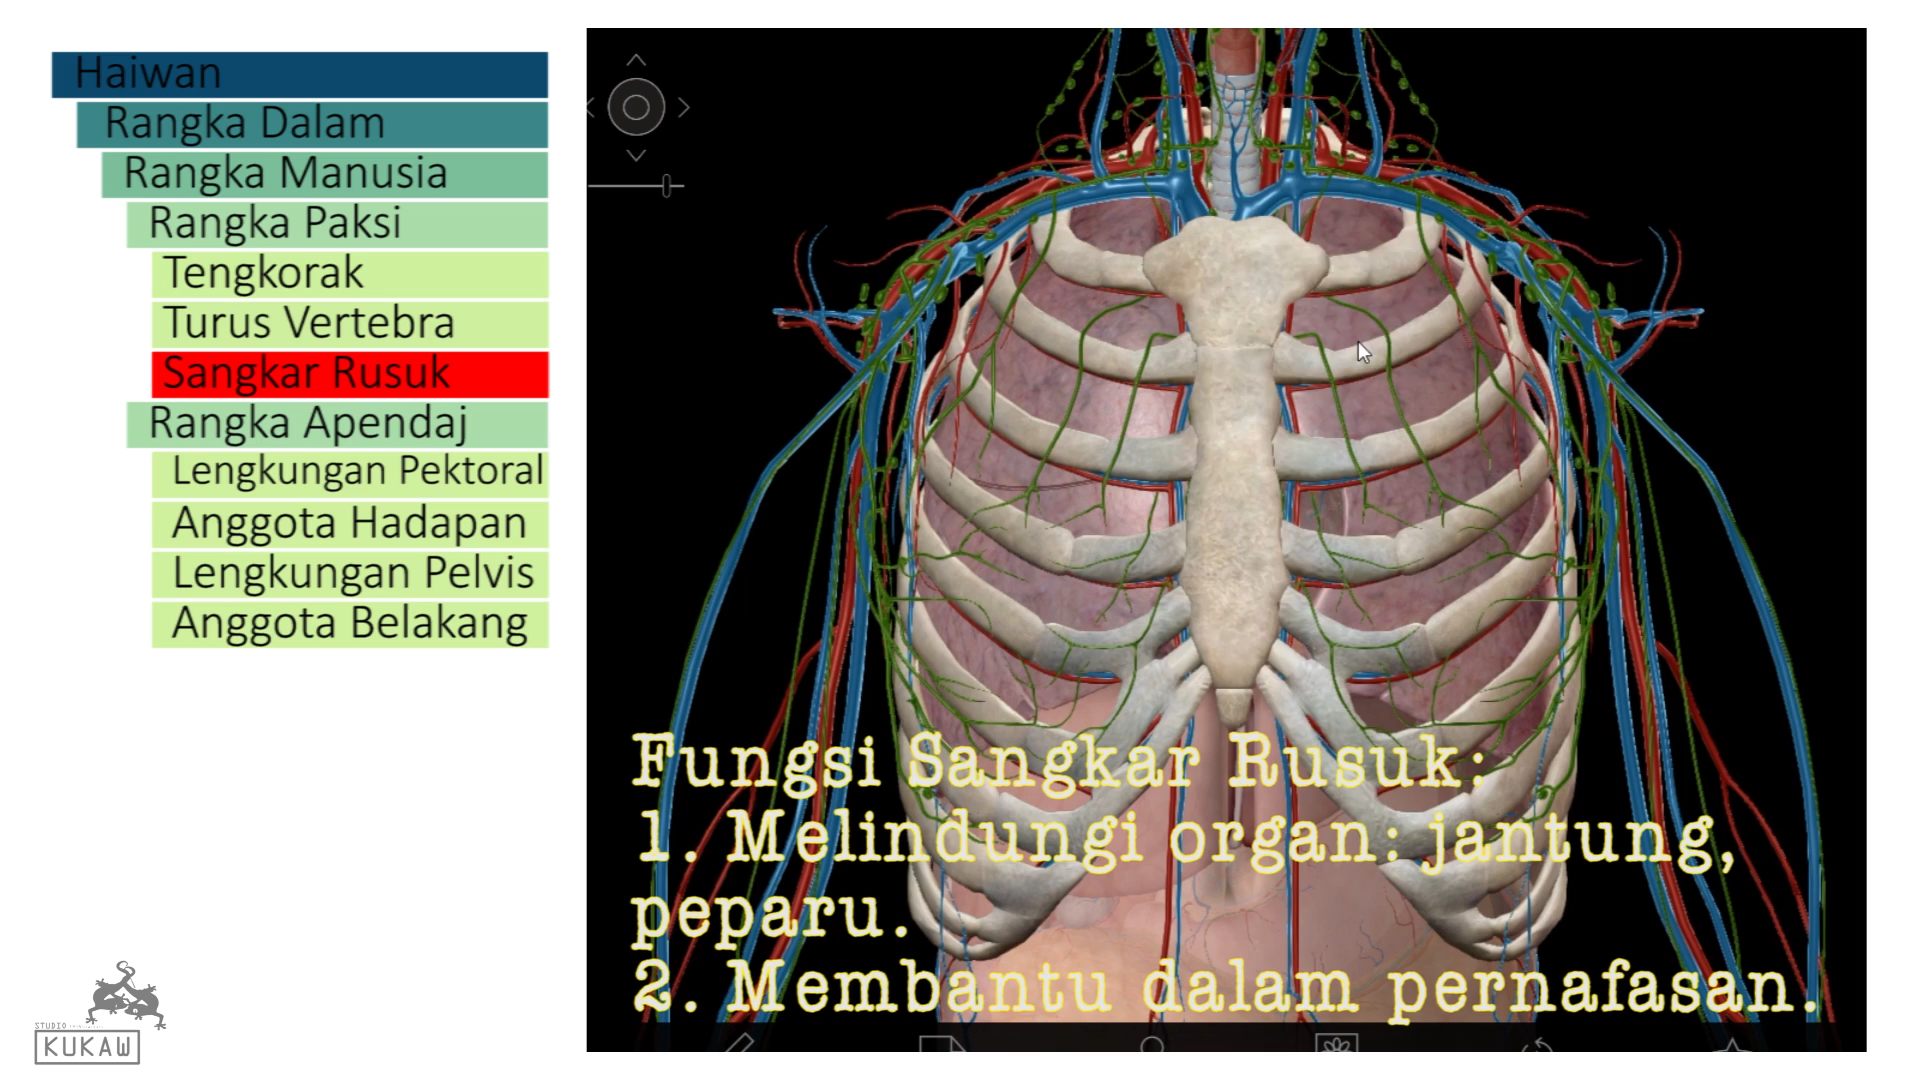 Haiwan
Rangka Dalam
Rangka Manusia
Rangka Paksi
Tengkorak
Turus Vertebra
Sangkar Rusuk
Rangka Apendaj
Lengkungan Pektoral
Anggota Hadapan
Lengkungan Pelvis
Anggota Belakang
Fungsi Sangkar Rusuk:
1. Melindungi organ: jantung,
peparu.
2. Membantu dalam pernafasan.
STUDIO
KUKAW